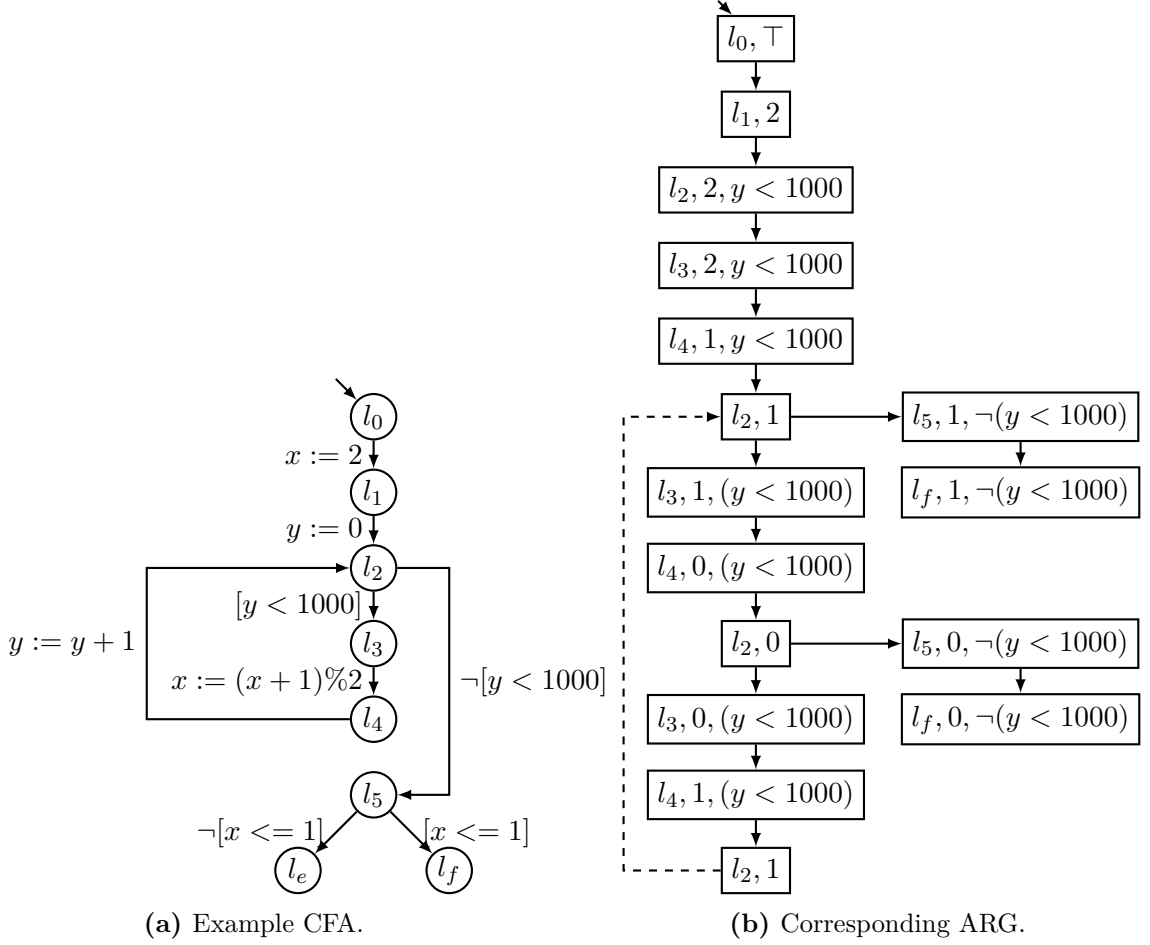 l₀
x := 2
l₁
y := 0
l₂
[y < 1000]
l₃
x := (x + 1)%2
l₄
y := y + 1
¬[y < 1000]
l₅
¬[x <= 1]
[x <= 1]
lₑ
l_f
(a) Example CFA.
l₀, ⊤
l₁, 2
l₂, 2, y < 1000
l₃, 2, y < 1000
l₄, 1, y < 1000
l₂, 1
l₅, 1, ¬(y < 1000)
l₃, 1, (y < 1000)
l_f, 1, ¬(y < 1000)
l₄, 0, (y < 1000)
l₂, 0
l₅, 0, ¬(y < 1000)
l₃, 0, (y < 1000)
l_f, 0, ¬(y < 1000)
l₄, 1, (y < 1000)
l₂, 1
(b) Corresponding ARG.